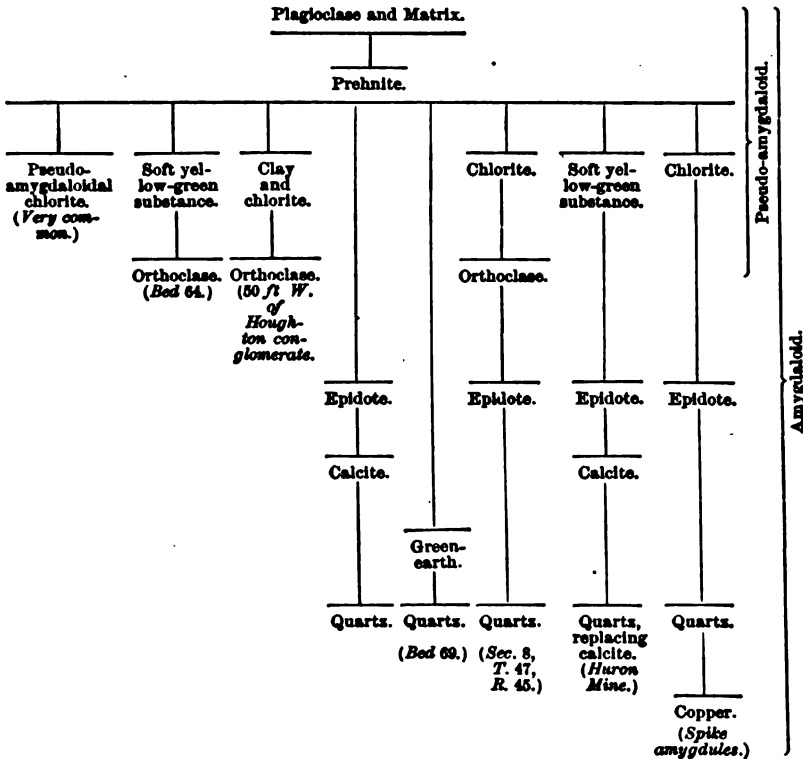 Plagioclase and Matrix.
Prehnite.
Pseudo-
amygdaloidal
chlorite.
(Very com-
mon.)
Soft yel-
low-green
substance.
Clay
and
chlorite.
Chlorite.
Soft yel-
low-green
substance.
Chlorite.
Orthoclase.
(Bed 64.)
Orthoclase.
(50 ft W.
of
Hough-
ton con-
glomerate.
Orthoclase.
Epidote.
Epidote.
Epidote.
Epidote.
Calcite.
Calcite.
Green-
earth.
Quartz.
Quartz.
(Bed 69.)
Quartz.
(Sec. 8,
T. 47,
R. 45.)
Quartz,
replacing
calcite.
(Huron
Mine.)
Quartz.
Copper.
(Spike
amygdules.)
Pseudo-amygdaloid.
Amygdaloid.